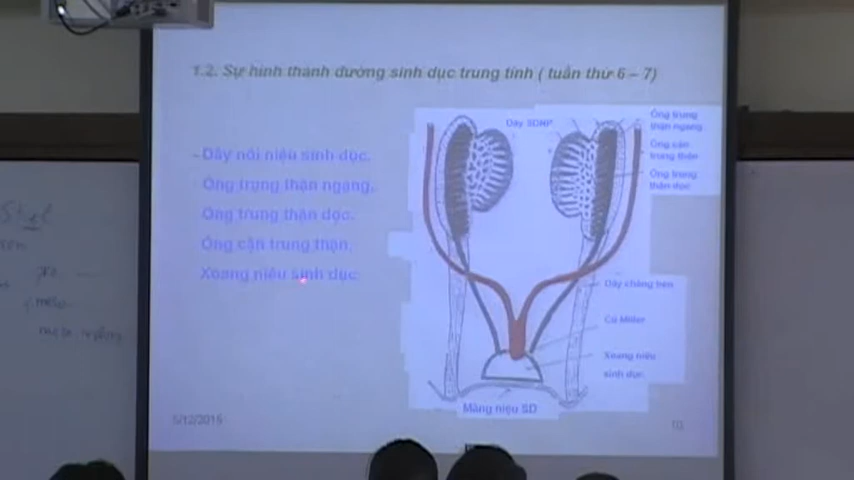 1.2. Sự hình thành đường sinh dục trung tính ( tuần thứ 6 – 7)
- Dây nối niệu sinh dục.
Ống trung thận ngang.
Ống trung thận dọc.
Ống cận trung thận.
Xoang niệu sinh dục
Ống trung
thận ngang
Ống cận
trung thận
Ống trung
thận dọc
Dây chằng bẹn
Củ Müller
Xoang niệu
sinh dục
Màng niệu SD
5/12/2015
10